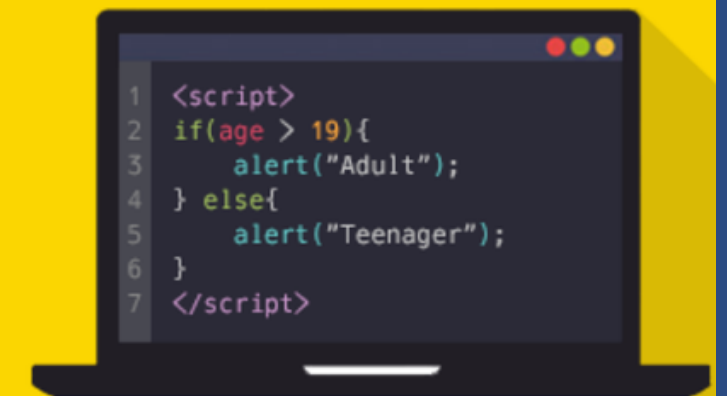 1 <script>
2 if(age > 19){
3 alert("Adult");
4 } else{
5 alert("Teenager");
6 }
7 </script>